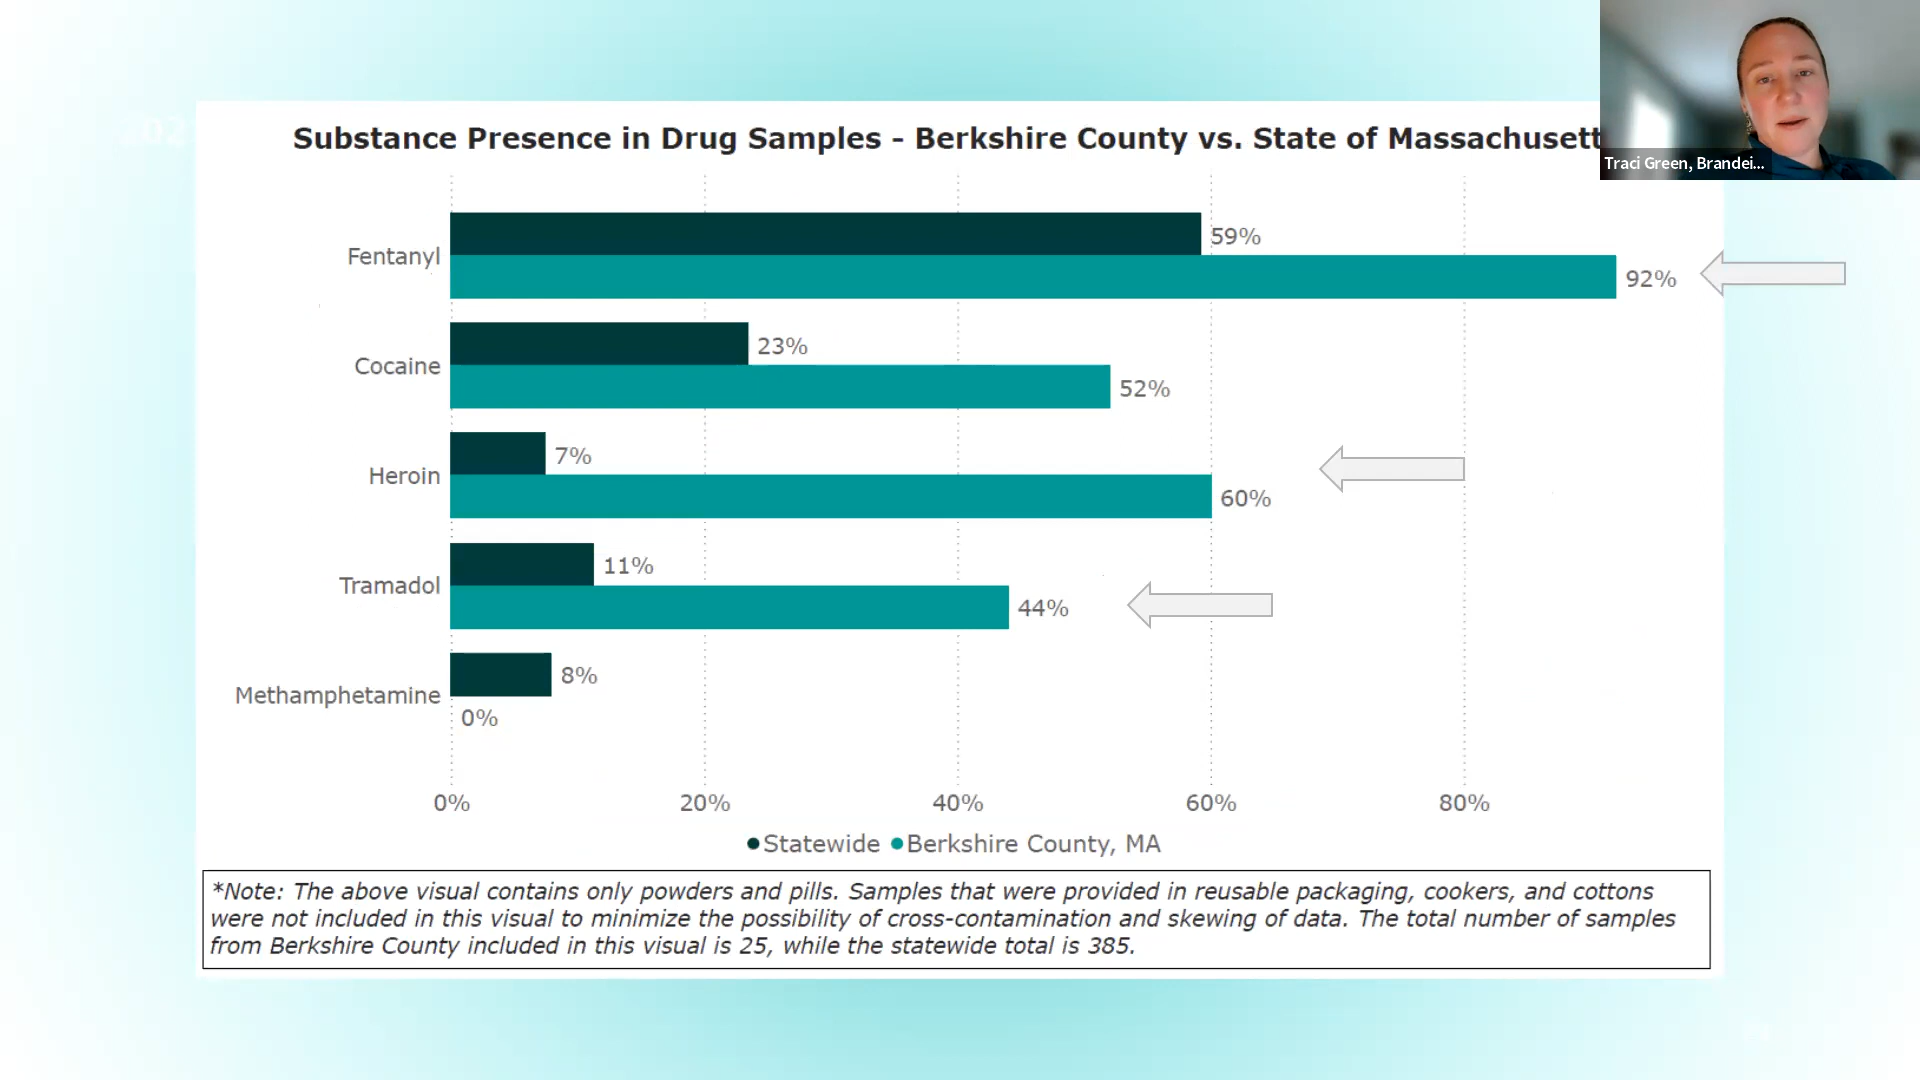 202
Substance Presence in Drug Samples - Berkshire County vs. State of Massachusett
Traci Green, Brandei...
Fentanyl
59%
92%
Cocaine
23%
52%
Heroin
7%
60%
Tramadol
11%
44%
Methamphetamine
8%
0%
0% 20% 40% 60% 80%
Statewide Berkshire County, MA
*Note: The above visual contains only powders and pills. Samples that were provided in reusable packaging, cookers, and cottons
were not included in this visual to minimize the possibility of cross-contamination and skewing of data. The total number of samples
from Berkshire County included in this visual is 25, while the statewide total is 385.